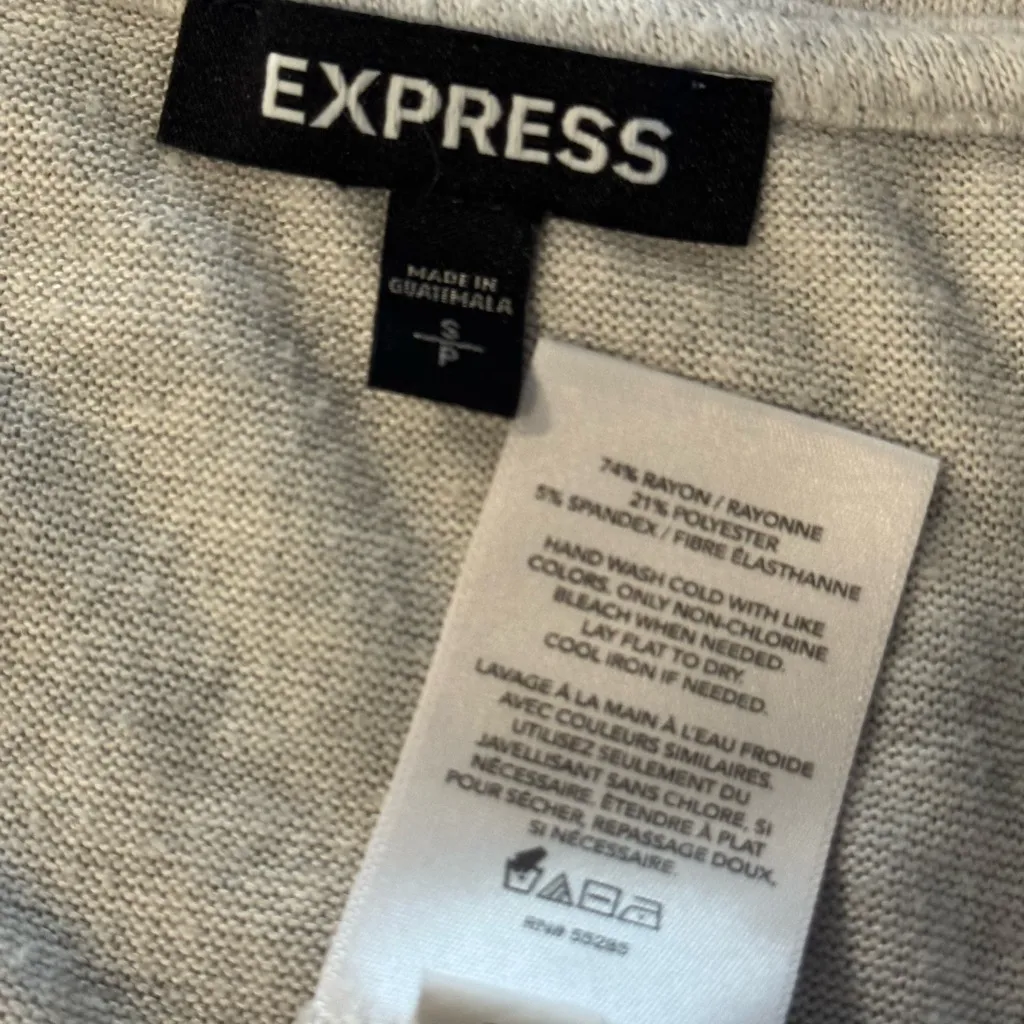 EXPRESS
MADE IN
GUATEMALA
S
P
74% RAYON / RAYONNE
21% POLYESTER
5% SPANDEX / FIBRE ÉLASTHANNE
HAND WASH COLD WITH LIKE
COLORS. ONLY NON-CHLORINE
BLEACH WHEN NEEDED.
LAY FLAT TO DRY.
COOL IRON IF NEEDED.
LAVAGE À LA MAIN À L'EAU FROIDE
AVEC COULEURS SIMILAIRES.
UTILISEZ SEULEMENT DU
JAVELLISANT SANS CHLORE, SI
NÉCESSAIRE. ÉTENDRE À PLAT
POUR SÉCHER. REPASSAGE DOUX,
SI NÉCESSAIRE.
RN# 55285